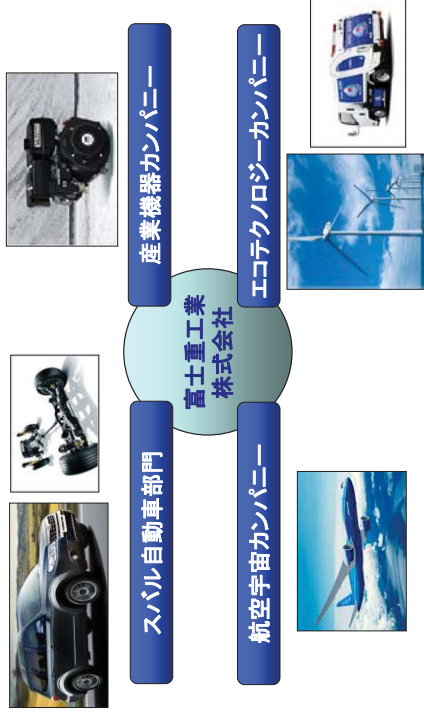 スバル自動車部門
産業機器カンパニー
富士重工業
株式会社
航空宇宙カンパニー
エコテクノロジーカンパニー